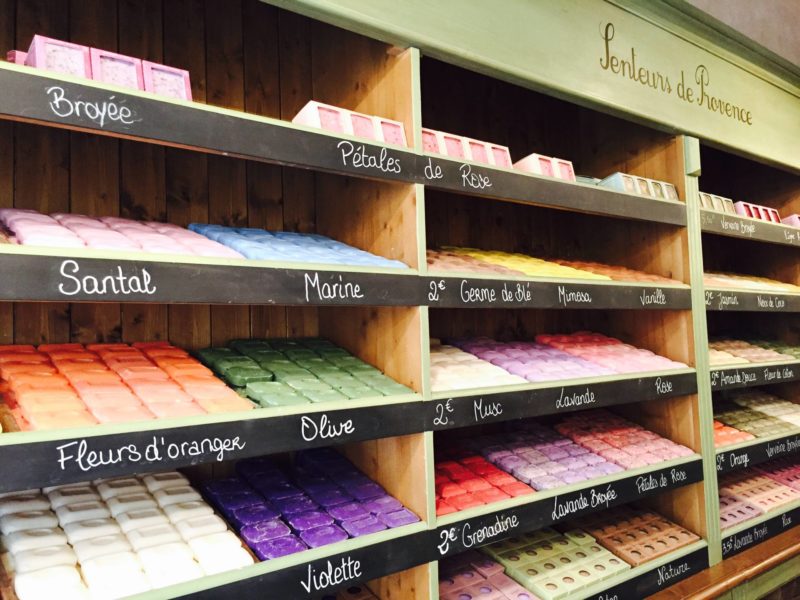 Senteurs de Provence
Broyée
Pétales de Rose
Santal Marine
2€ Germe de Blé Mimosa Vanille
Fleurs d'oranger Olive
2€ Musc Lavande Rose
Violette
2€ Grenadine Lavande Broyée Pétales de Rose
Nature
Verveine Broyée
2€ Jasmin Noix de Coco
2€ Amande Douce Fleur de Coton
2€ Orange Verveine
Lavande Broyée